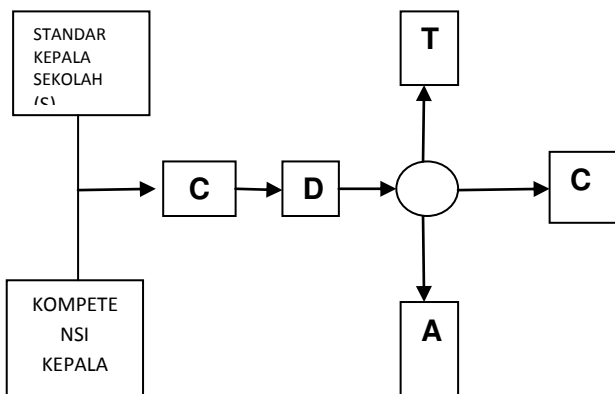 STANDAR
KEPALA
SEKOLAH
(S)
T
C
D
C
KOMPETE
NSI
KEPALA
A